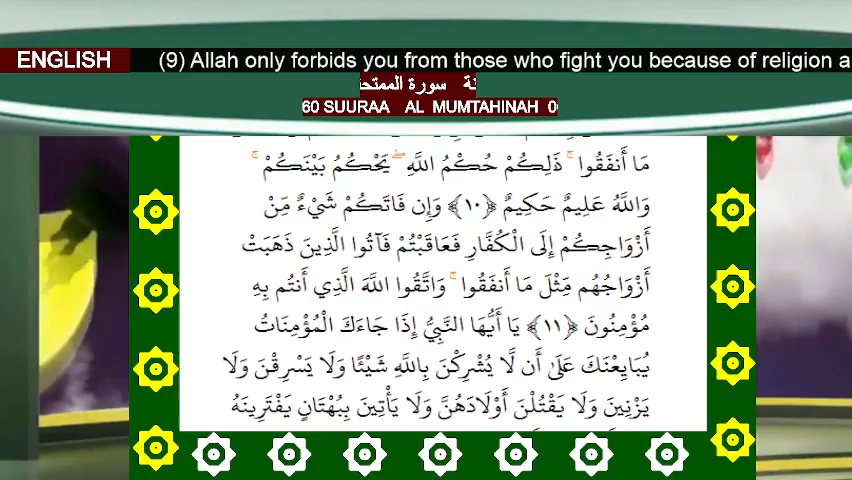 ENGLISH
(9) Allah only forbids you from those who fight you because of religion a
سورة الممتحنة
60 SUURAA AL MUMTAHINAH 0
مَا أَنفَقُوا ۚ ذَٰلِكُمْ حُكْمُ اللَّهِ ۖ يَحْكُمُ بَيْنَكُمْ ۚ
وَاللَّهُ عَلِيمٌ حَكِيمٌ ﴿١٠﴾ وَإِن فَاتَكُمْ شَيْءٌ مِّنْ
أَزْوَاجِكُمْ إِلَى الْكُفَّارِ فَعَاقَبْتُمْ فَآتُوا الَّذِينَ ذَهَبَتْ
أَزْوَاجُهُم مِّثْلَ مَا أَنفَقُوا ۚ وَاتَّقُوا اللَّهَ الَّذِي أَنتُم بِهِ
مُؤْمِنُونَ ﴿١١﴾ يَا أَيُّهَا النَّبِيُّ إِذَا جَاءَكَ الْمُؤْمِنَاتُ
يُبَايِعْنَكَ عَلَىٰ أَن لَّا يُشْرِكْنَ بِاللَّهِ شَيْئًا وَلَا يَسْرِقْنَ وَلَا
يَزْنِينَ وَلَا يَقْتُلْنَ أَوْلَادَهُنَّ وَلَا يَأْتِينَ بِبُهْتَانٍ يَفْتَرِينَهُ